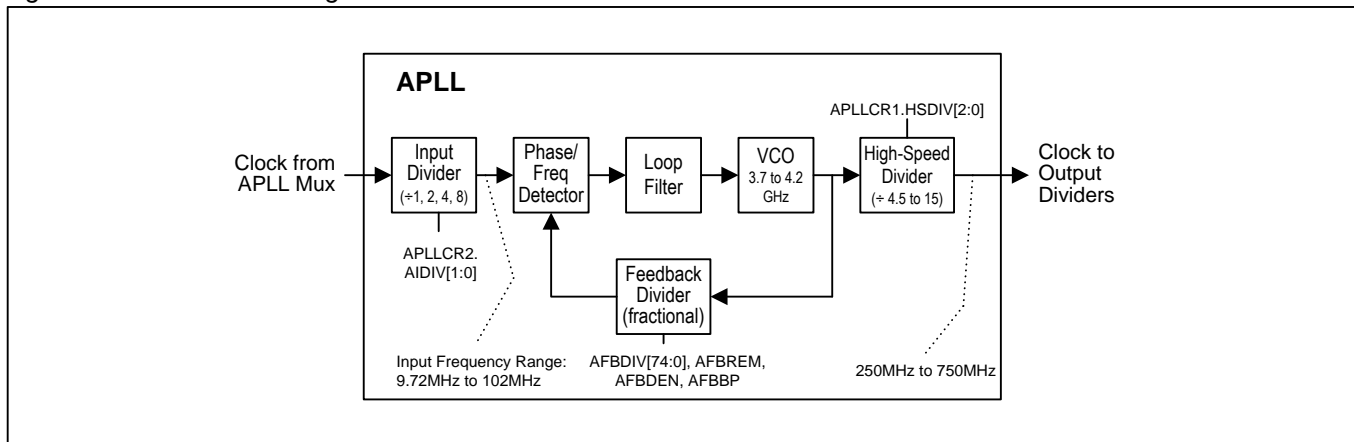 APLL
APLLCR1.HSDIV[2:0]
Clock from
APLL Mux
Input
Divider
(÷1, 2, 4, 8)
Phase/
Freq
Detector
Loop
Filter
VCO
3.7 to 4.2
GHz
High-Speed
Divider
(÷ 4.5 to 15)
Clock to
Output
Dividers
APLLCR2.
AIDIV[1:0]
Feedback
Divider
(fractional)
Input Frequency Range:
9.72MHz to 102MHz
AFBDIV[74:0], AFBREM,
AFBDEN, AFBBP
250MHz to 750MHz